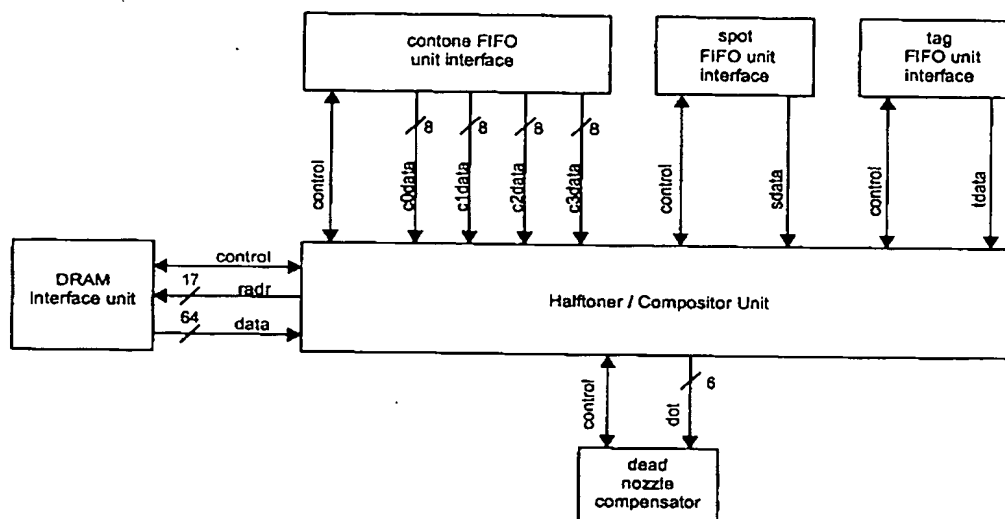 contone FIFO
unit interface
spot
FIFO unit
interface
tag
FIFO unit
interface
8
8
8
8
control
c0data
c1data
c2data
c3data
control
sdata
control
tdata
DRAM
Interface unit
control
17
radr
64
data
Halftoner / Compositor Unit
control
dot
6
dead
nozzle
compensator